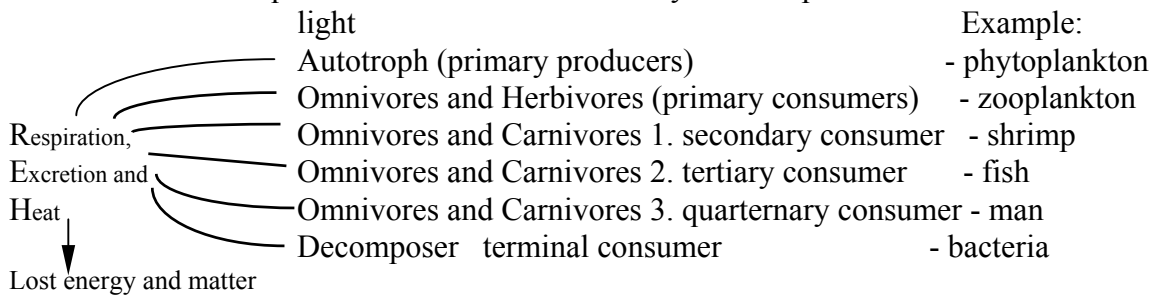 light Example:
Autotroph (primary producers) - phytoplankton
Omnivores and Herbivores (primary consumers) - zooplankton
Respiration, Omnivores and Carnivores 1. secondary consumer - shrimp
Excretion and Omnivores and Carnivores 2. tertiary consumer - fish
Heat Omnivores and Carnivores 3. quarternary consumer - man
Decomposer terminal consumer - bacteria
Lost energy and matter